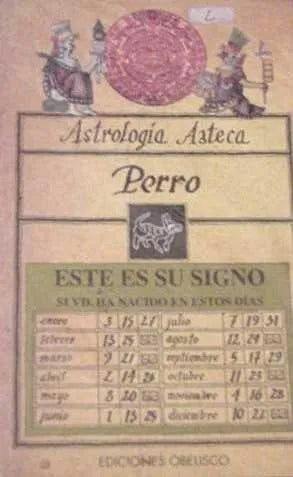 L
Astrología Azteca
Perro
ESTE ES SU SIGNO
SI VD. HA NACIDO EN ESTOS DIAS
enero 3 15 27 julio 7 19 31
febrero 13 25 agosto 12 24
marzo 9 21 septiembre 5 17 29
abril 2 14 26 octubre 11 23
mayo 8 20 noviembre 4 16 28
junio 1 13 25 diciembre 10 22
EDICIONES OBELISCO